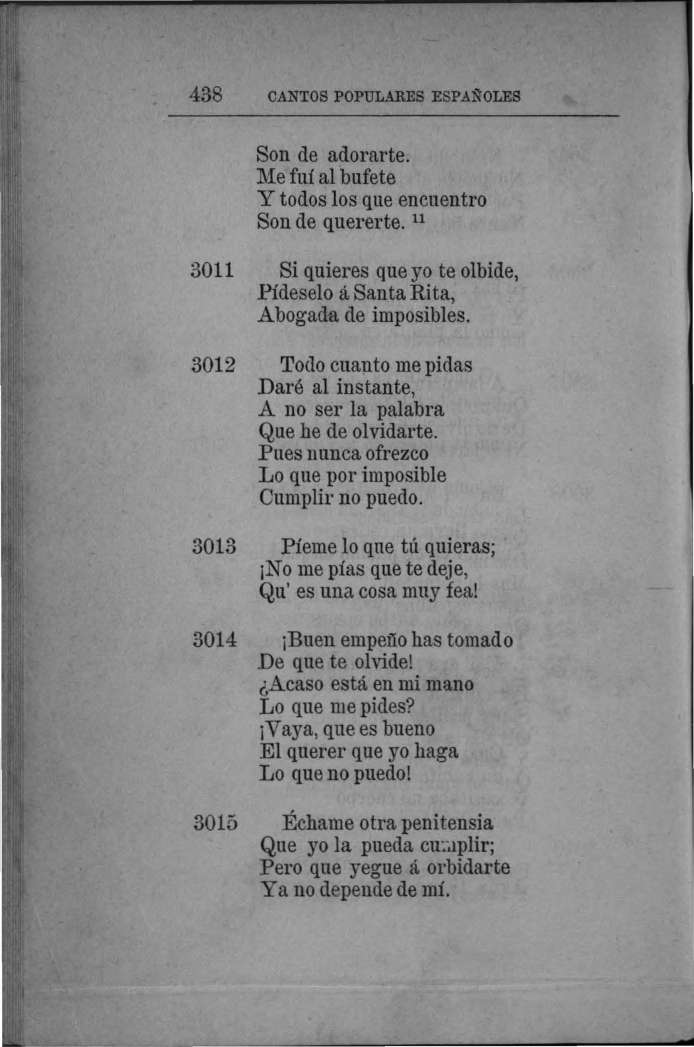 438 CANTOS POPULARES ESPAÑOLES
Son de adorarte.
Me fuí al bufete
Y todos los que encuentro
Son de quererte. 11
3011 Si quieres que yo te olbide,
Pídeselo á Santa Rita,
Abogada de imposibles.
3012 Todo cuanto me pidas
Daré al instante,
A no ser la palabra
Que he de olvidarte.
Pues nunca ofrezco
Lo que por imposible
Cumplir no puedo.
3013 Píeme lo que tú quieras;
¡No me pías que te deje,
Qu' es una cosa muy fea!
3014 ¡Buen empeño has tomado
De que te olvide!
¿Acaso está en mi mano
Lo que me pides?
¡Vaya, que es bueno
El querer que yo haga
Lo que no puedo!
3015 Échame otra penitensia
Que yo la pueda cumplir;
Pero que yegue á orbidarte
Ya no depende de mí.